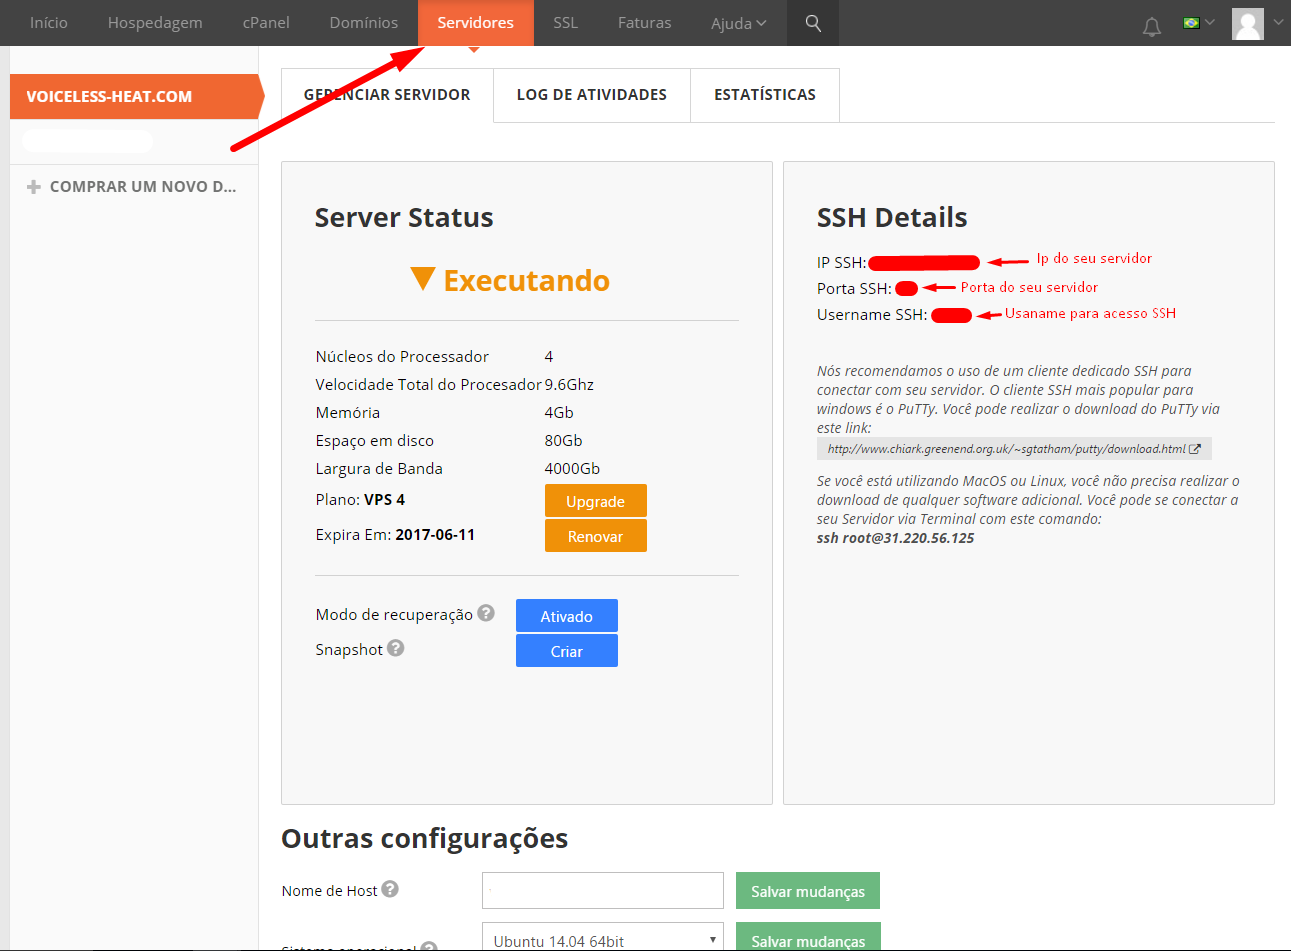 Início Hospedagem cPanel Domínios Servidores SSL Faturas Ajuda
VOICELESS-HEAT.COM
COMPRAR UM NOVO D...
GERENCIAR SERVIDOR LOG DE ATIVIDADES ESTATÍSTICAS
Server Status
Executando
Núcleos do Processador 4
Velocidade Total do Procesador 9.6Ghz
Memória 4Gb
Espaço em disco 80Gb
Largura de Banda 4000Gb
Plano: VPS 4 Upgrade
Expira Em: 2017-06-11 Renovar
Modo de recuperação ? Ativado
Snapshot ? Criar
SSH Details
IP SSH: Ip do seu servidor
Porta SSH: Porta do seu servidor
Username SSH: Usaname para acesso SSH
Nós recomendamos o uso de um cliente dedicado SSH para
conectar com seu servidor. O cliente SSH mais popular para
windows é o PuTTy. Você pode realizar o download do PuTTy via
este link:
http://www.chiark.greenend.org.uk/~sgtatham/putty/download.html
Se você está utilizando MacOS ou Linux, você não precisa realizar o
download de qualquer software adicional. Você pode se conectar a
seu Servidor via Terminal com este comando:
ssh root@31.220.56.125
Outras configurações
Nome de Host ? Salvar mudanças
Sistema operacional ? Ubuntu 14.04 64bit Salvar mudanças